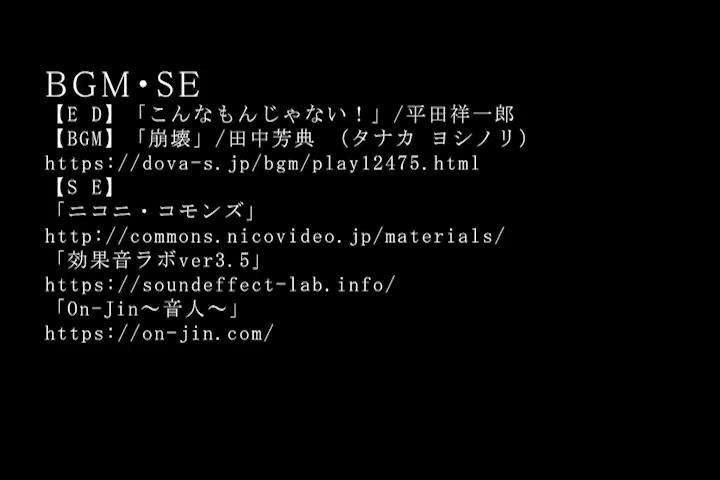 BGM・SE
【E D】「こんなもんじゃない！」/平田祥一郎
【BGM】「崩壊」/田中芳典 （タナカ ヨシノリ）
https://dova-s.jp/bgm/play12475.html
【S E】
「ニコニ・コモンズ」
http://commons.nicovideo.jp/materials/
「効果音ラボver3.5」
https://soundeffect-lab.info/
「On-Jin～音人～」
https://on-jin.com/